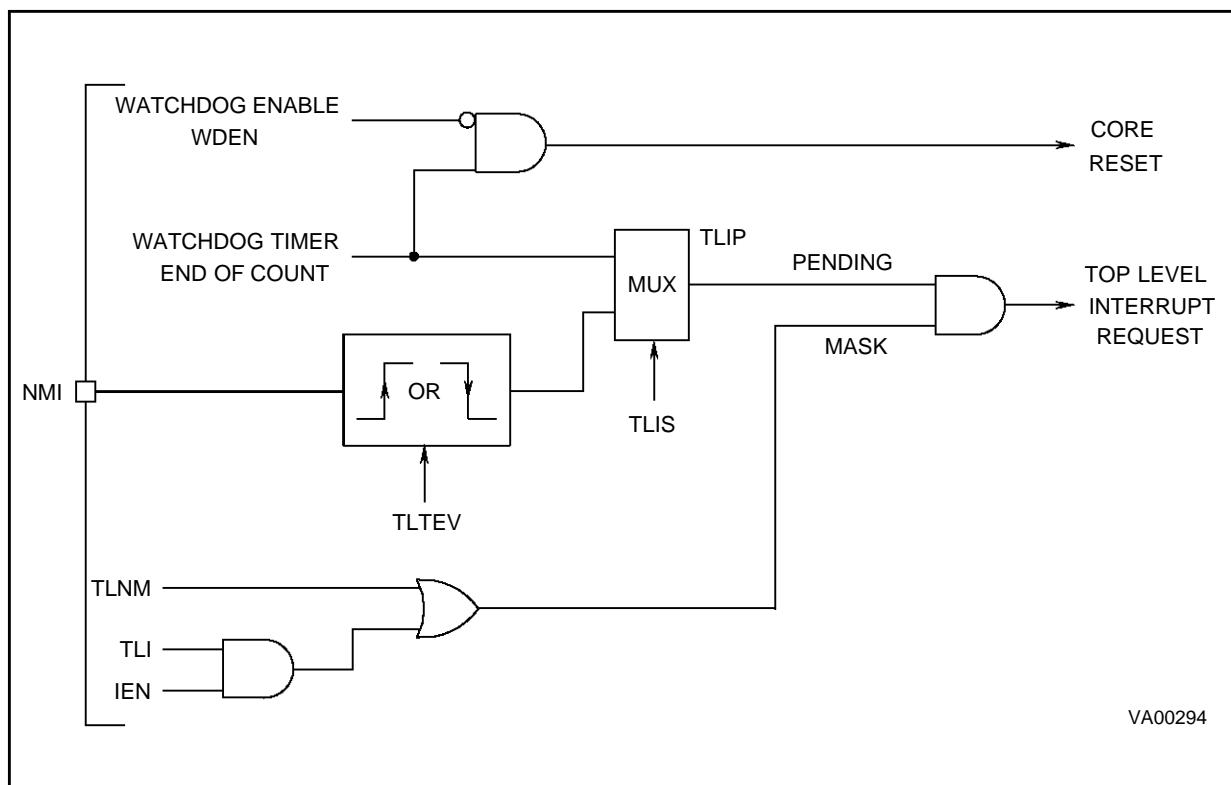 WATCHDOG ENABLE
WDEN
CORE
RESET
WATCHDOG TIMER
END OF COUNT
TLIP
MUX
PENDING
TOP LEVEL
INTERRUPT
REQUEST
MASK
NMI
OR
TLIS
TLTEV
TLNM
TLI
IEN
VA00294